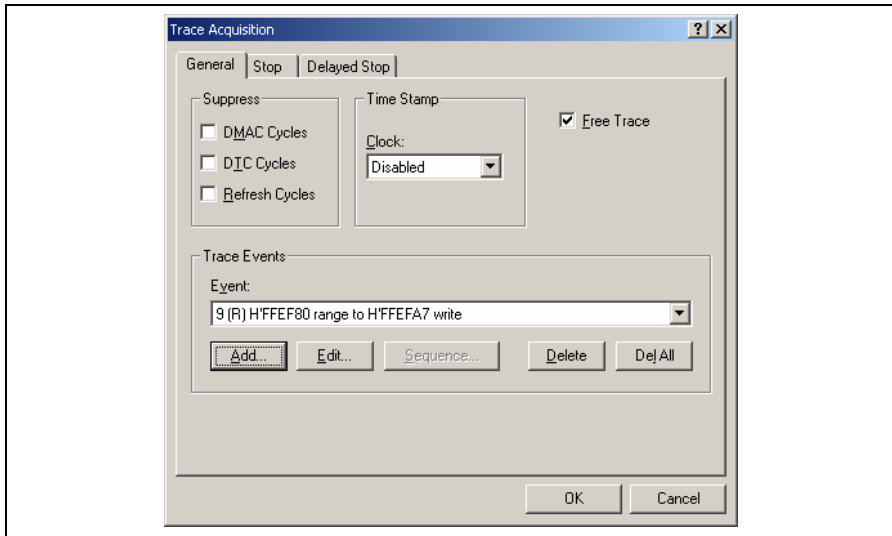 Trace Acquisition
General Stop Delayed Stop
Suppress
DMAC Cycles
DTC Cycles
Refresh Cycles
Time Stamp
Clock:
Disabled
Free Trace
Trace Events
Event:
9 (R) H'FFEF80 range to H'FFEFA7 write
Add... Edit... Sequence... Delete Del All
OK Cancel